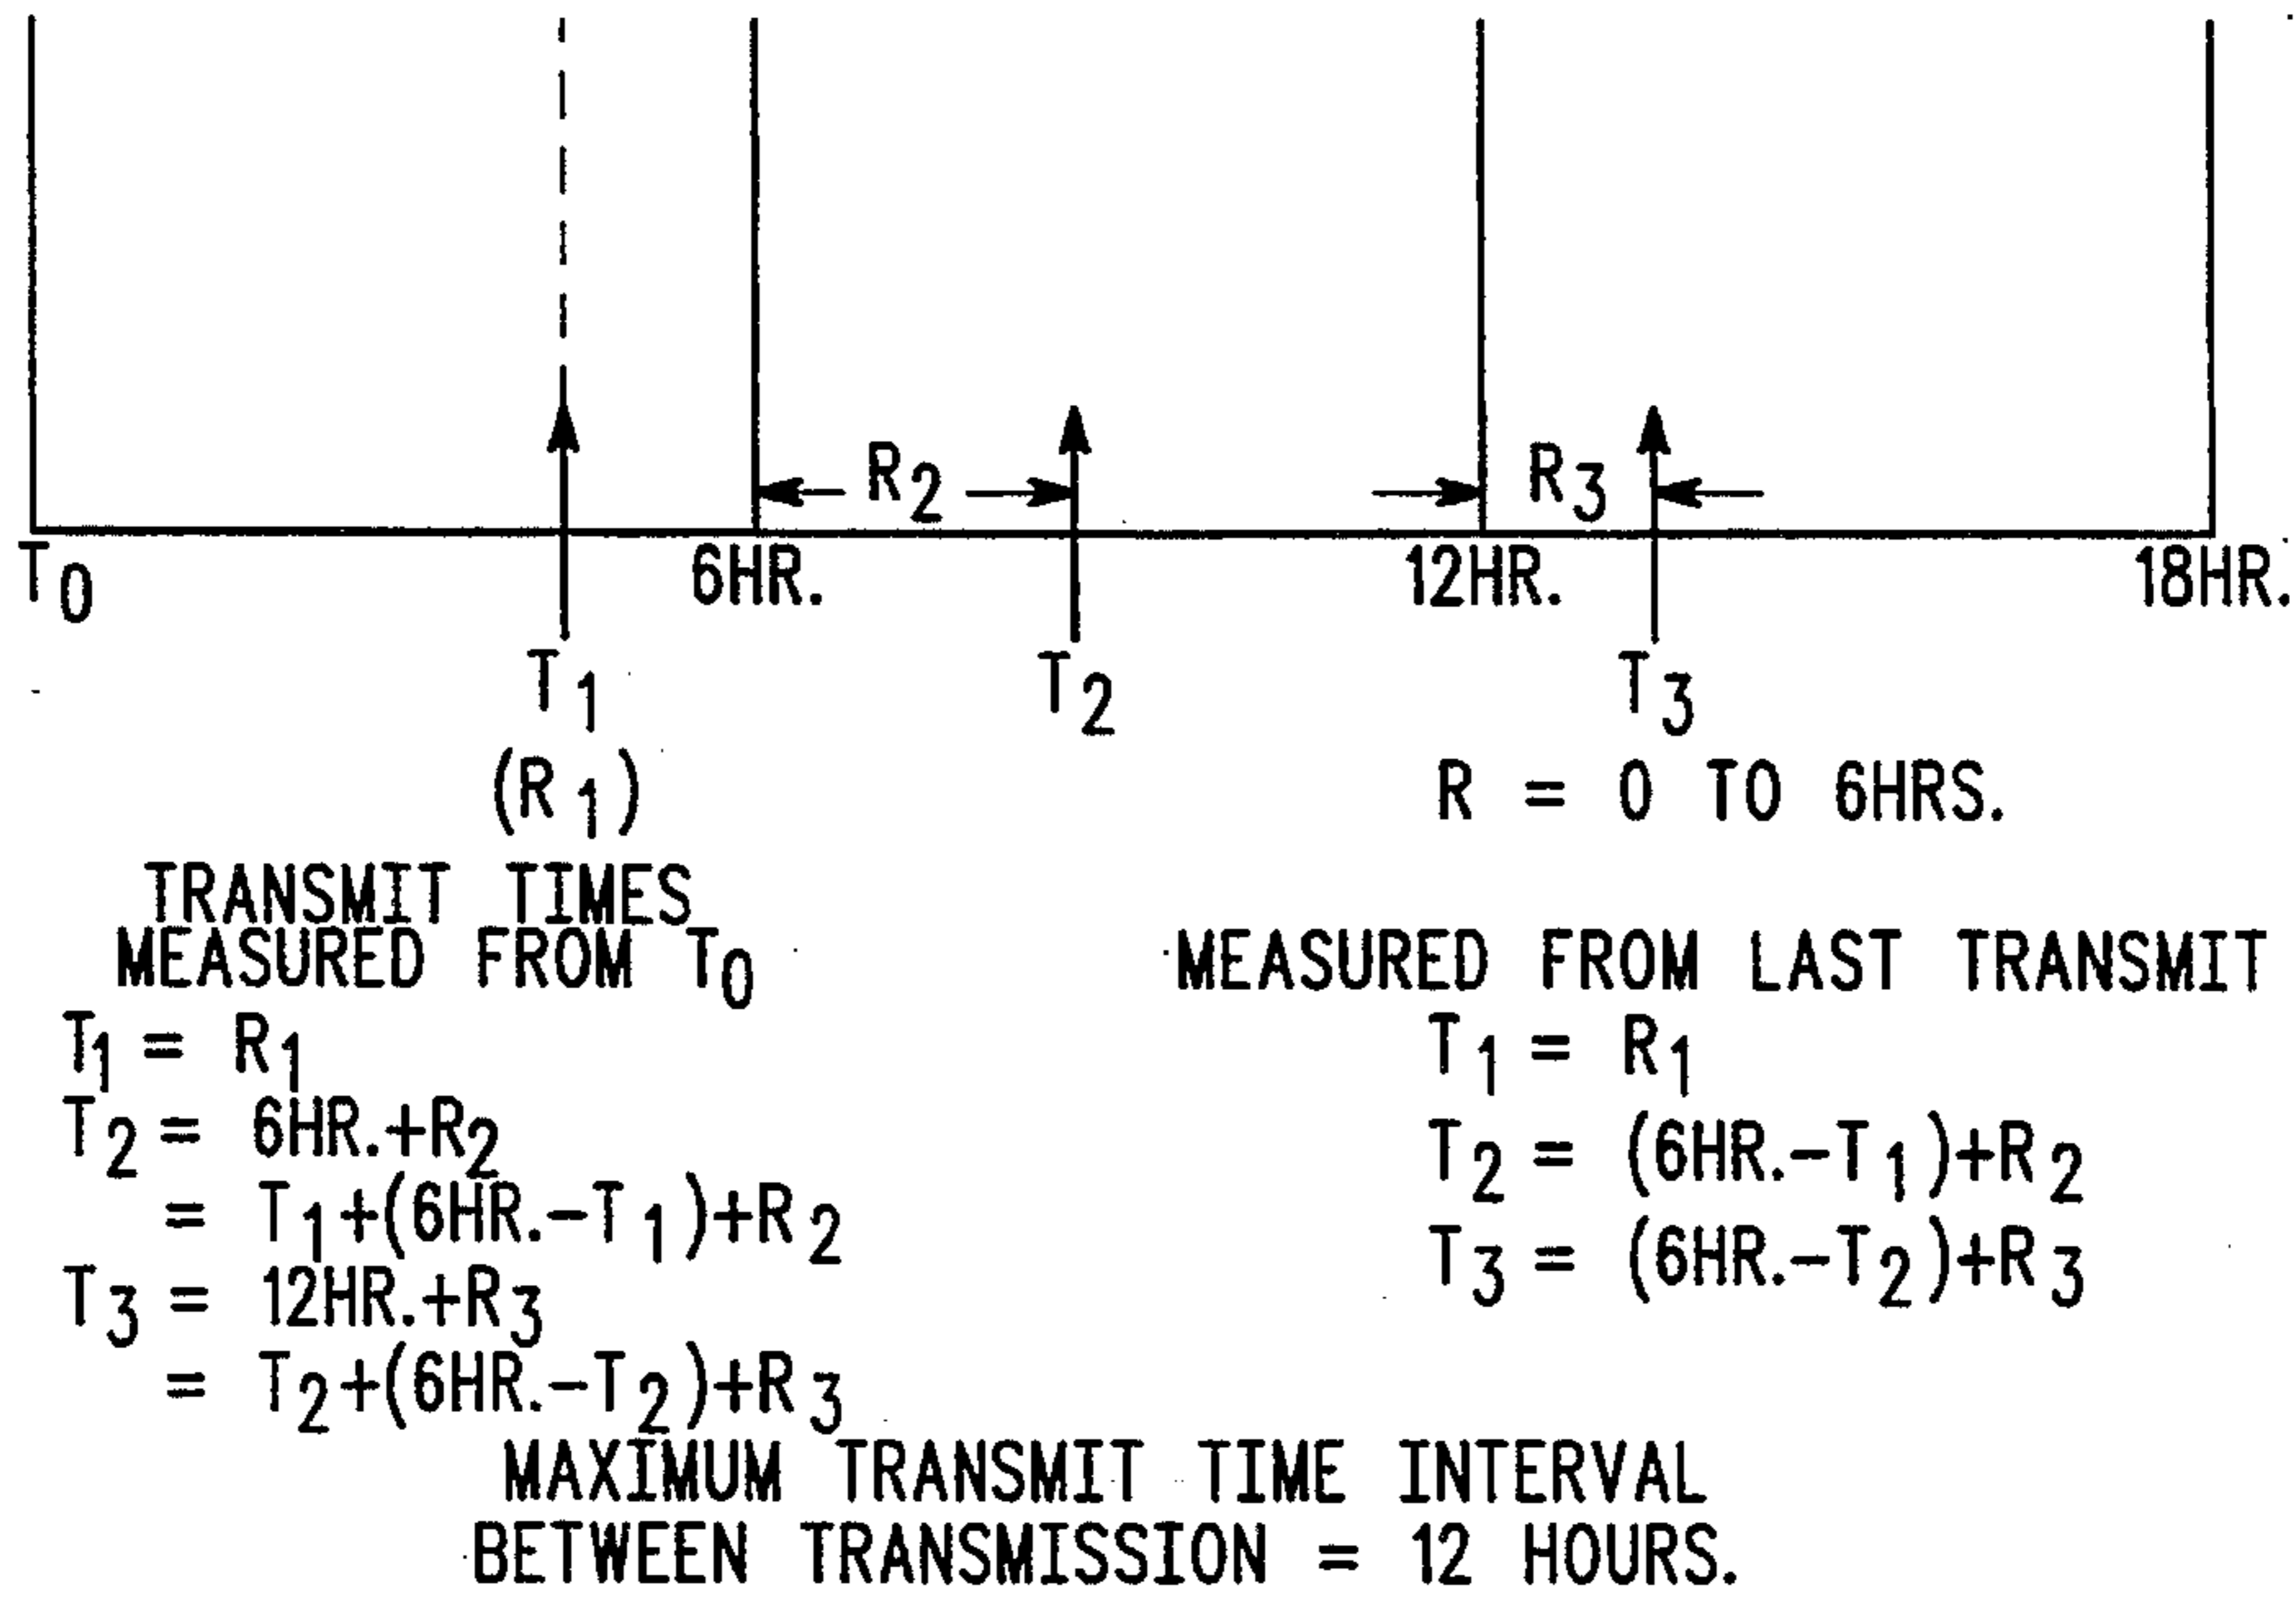 R2
R3
T0
6HR.
12HR.
18HR.
T1
T2
T3
(R1)
R = 0 TO 6HRS.
TRANSMIT TIMES
MEASURED FROM T0
T1 = R1
T2 = 6HR.+R2
= T1+(6HR.-T1)+R2
T3 = 12HR.+R3
= T2+(6HR.-T2)+R3
MEASURED FROM LAST TRANSMIT
T1 = R1
T2 = (6HR.-T1)+R2
T3 = (6HR.-T2)+R3
MAXIMUM TRANSMIT TIME INTERVAL
BETWEEN TRANSMISSION = 12 HOURS.